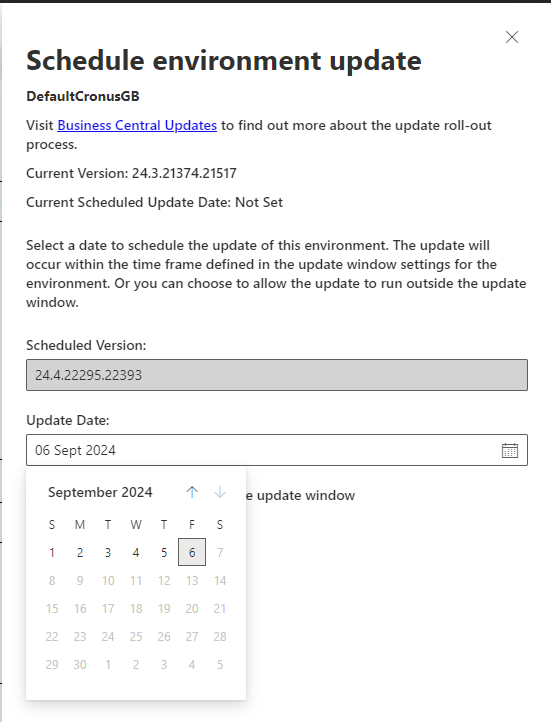 Schedule environment update
DefaultCronusGB
Visit Business Central Updates to find out more about the update roll-out
process.
Current Version: 24.3.21374.21517
Current Scheduled Update Date: Not Set
Select a date to schedule the update of this environment. The update will
occur within the time frame defined in the update window settings for the
environment. Or you can choose to allow the update to run outside the update
window.
Scheduled Version:
24.4.22295.22393
Update Date:
06 Sept 2024
September 2024
e update window
S M T W T F S
1 2 3 4 5 6 7
8 9 10 11 12 13 14
15 16 17 18 19 20 21
22 23 24 25 26 27 28
29 30 1 2 3 4 5